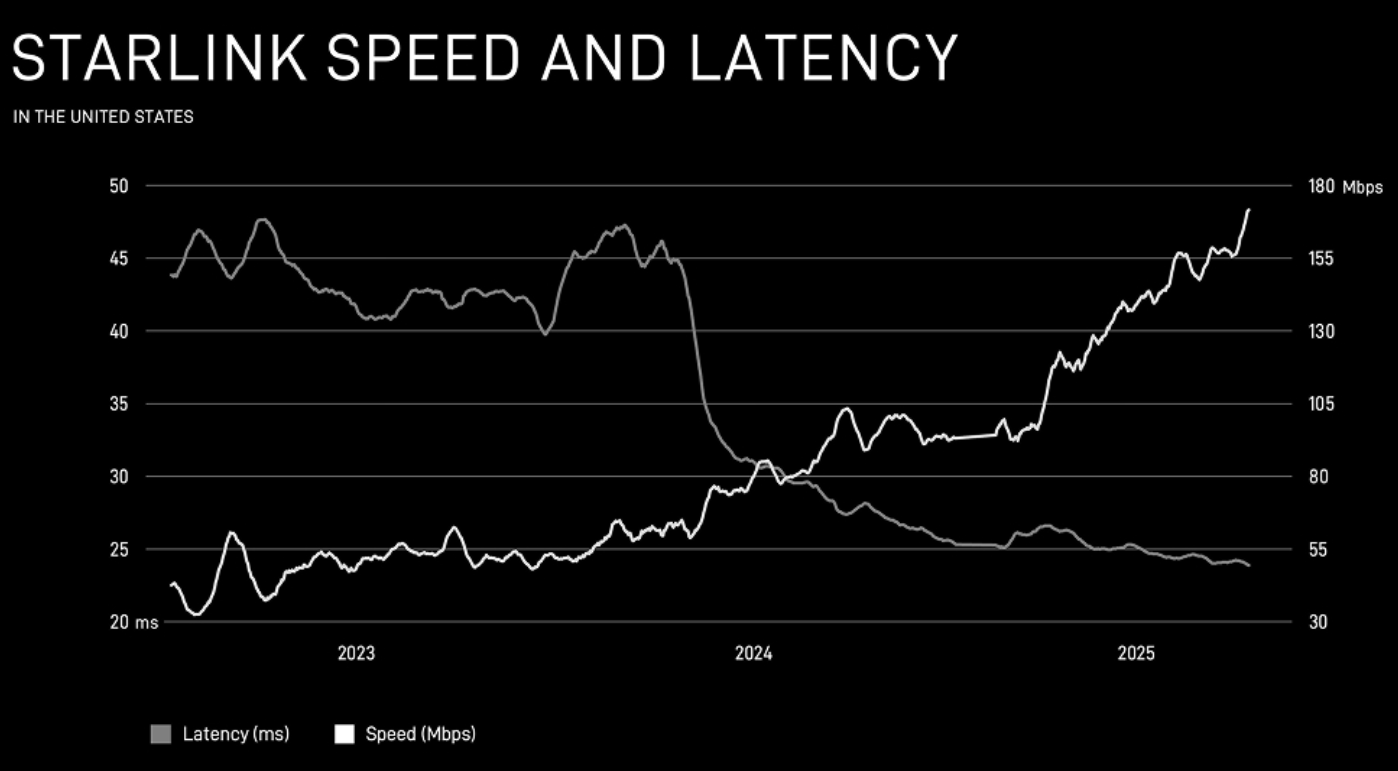 STARLINK SPEED AND LATENCY
IN THE UNITED STATES
50 180 Mbps
45 155
40 130
35 105
30 80
25 55
20 ms 30
2023 2024 2025
Latency (ms) Speed (Mbps)